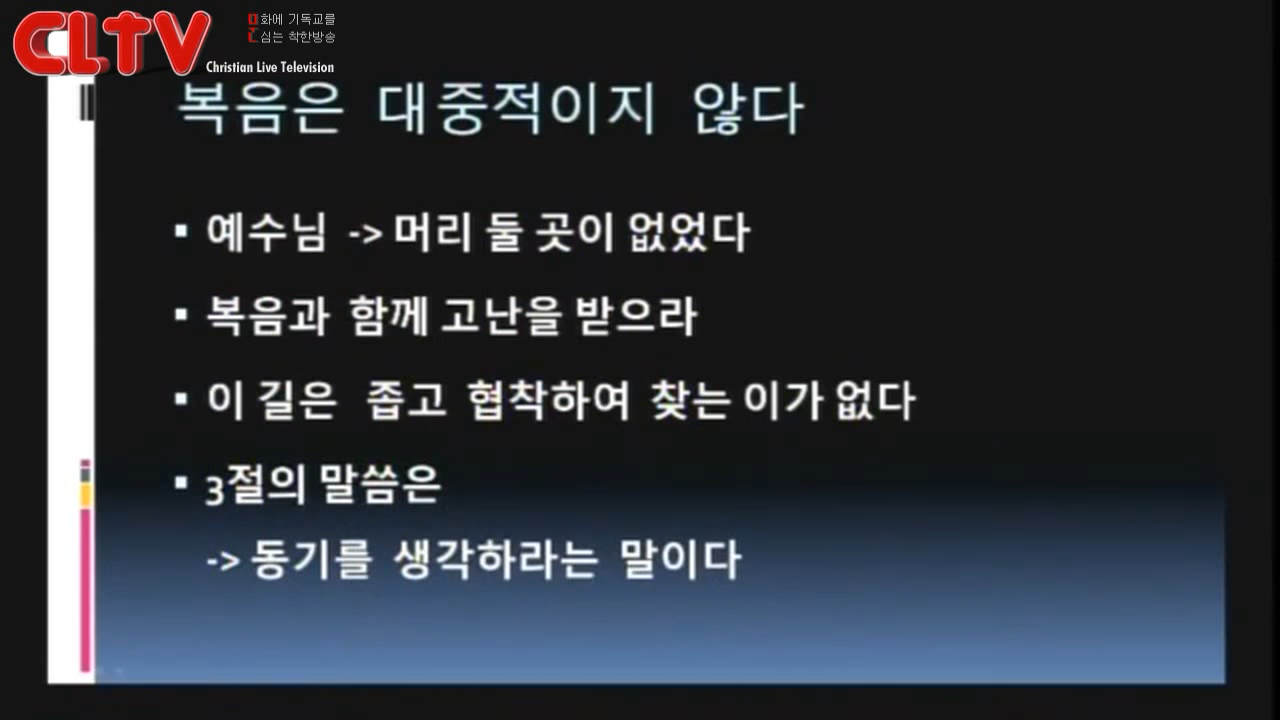 CLTV
문화에 기독교를
심는 착한방송
Christian Live Television
복음은 대중적이지 않다
▪ 예수님 -> 머리 둘 곳이 없었다
▪ 복음과 함께 고난을 받으라
▪ 이 길은 좁고 협착하여 찾는 이가 없다
▪ 3절의 말씀은
-> 동기를 생각하라는 말이다